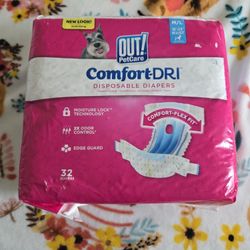 NEW LOOK!
OUT!
PetCare
M/L
Comfort-DRI
DISPOSABLE DIAPERS
MOISTURE LOCK
TECHNOLOGY
2X ODOR
CONTROL
EDGE GUARD
COMFORT-FLEX FIT
32